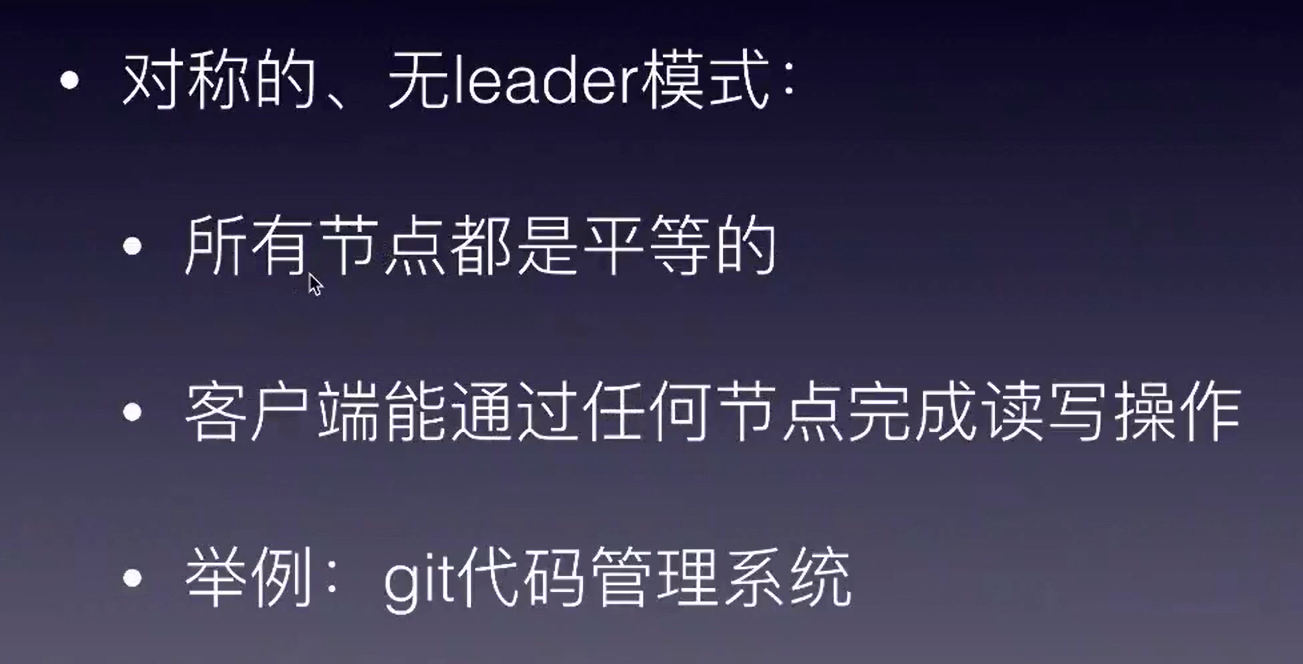 • 对称的、无leader模式：
• 所有节点都是平等的
• 客户端能通过任何节点完成读写操作
• 举例：git代码管理系统